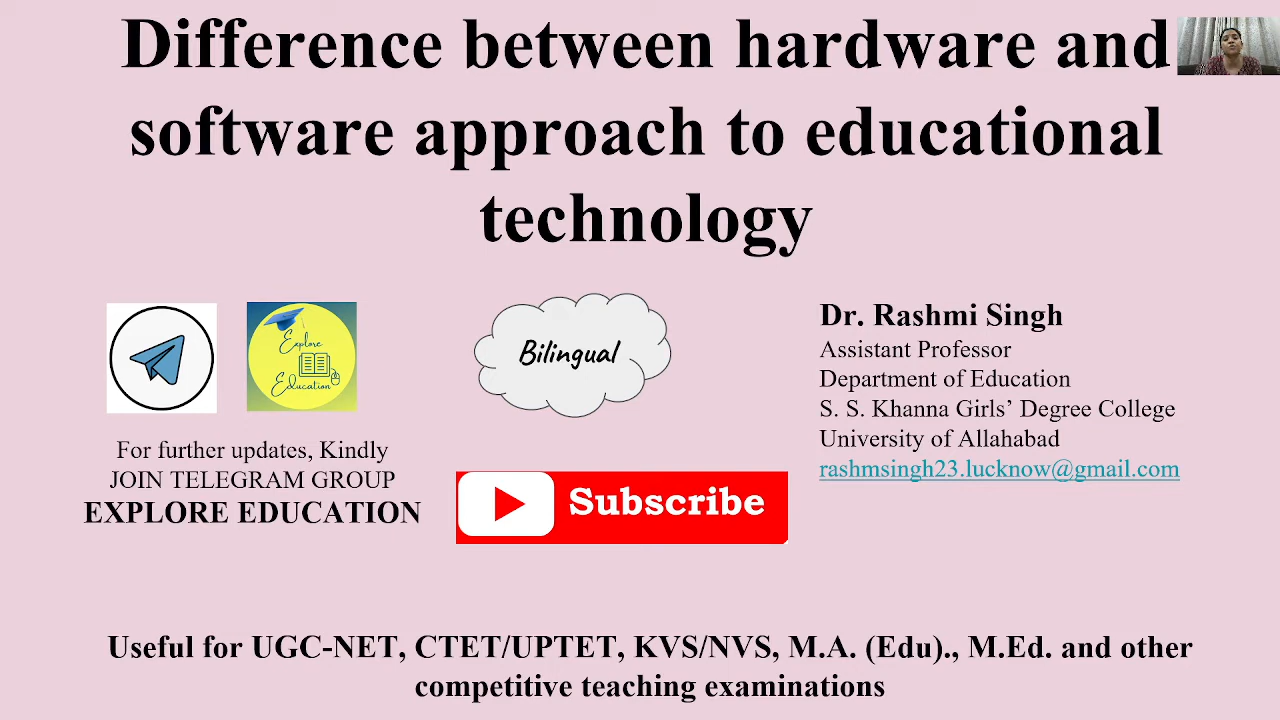 Difference between hardware and
software approach to educational
technology
Explore
Education
Bilingual
Dr. Rashmi Singh
Assistant Professor
Department of Education
S. S. Khanna Girls’ Degree College
University of Allahabad
rashmsingh23.lucknow@gmail.com
For further updates, Kindly
JOIN TELEGRAM GROUP
EXPLORE EDUCATION
Subscribe
Useful for UGC-NET, CTET/UPTET, KVS/NVS, M.A. (Edu)., M.Ed. and other
competitive teaching examinations